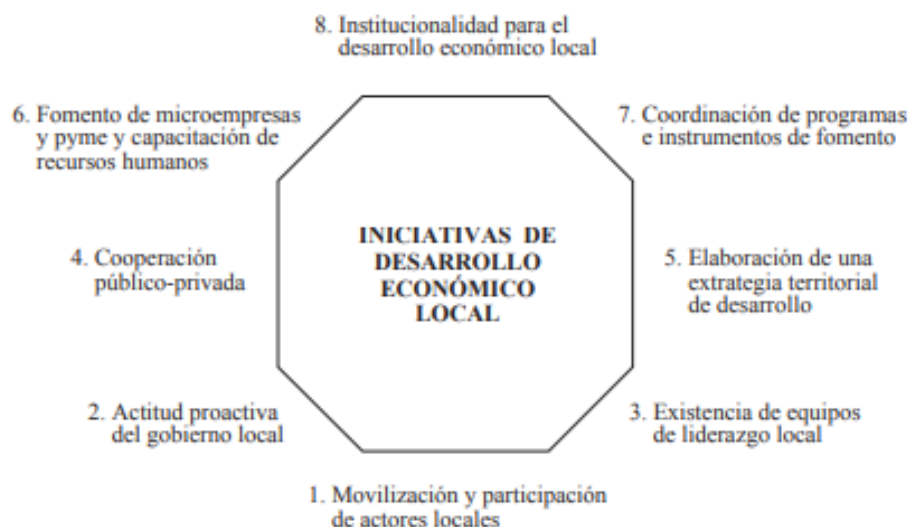 8. Institucionalidad para el
desarrollo económico local
6. Fomento de microempresas
y pyme y capacitación de
recursos humanos
7. Coordinación de programas
e instrumentos de fomento
INICIATIVAS DE
DESARROLLO
ECONÓMICO
LOCAL
4. Cooperación
público-privada
5. Elaboración de una
extrategia territorial
de desarrollo
2. Actitud proactiva
del gobierno local
3. Existencia de equipos
de liderazgo local
1. Movilización y participación
de actores locales